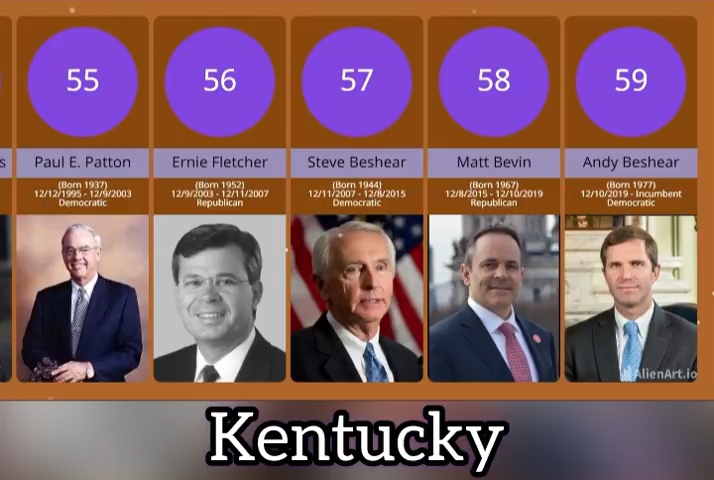 55
56
57
58
59
s
Paul E. Patton
Ernie Fletcher
Steve Beshear
Matt Bevin
Andy Beshear
(Born 1937)
12/12/1995 - 12/9/2003
Democratic
(Born 1952)
12/9/2003 - 12/11/2007
Republican
(Born 1944)
12/11/2007 - 12/8/2015
Democratic
(Born 1967)
12/8/2015 - 12/10/2019
Republican
(Born 1977)
12/10/2019 - Incumbent
Democratic
AlienArt.io
Kentucky